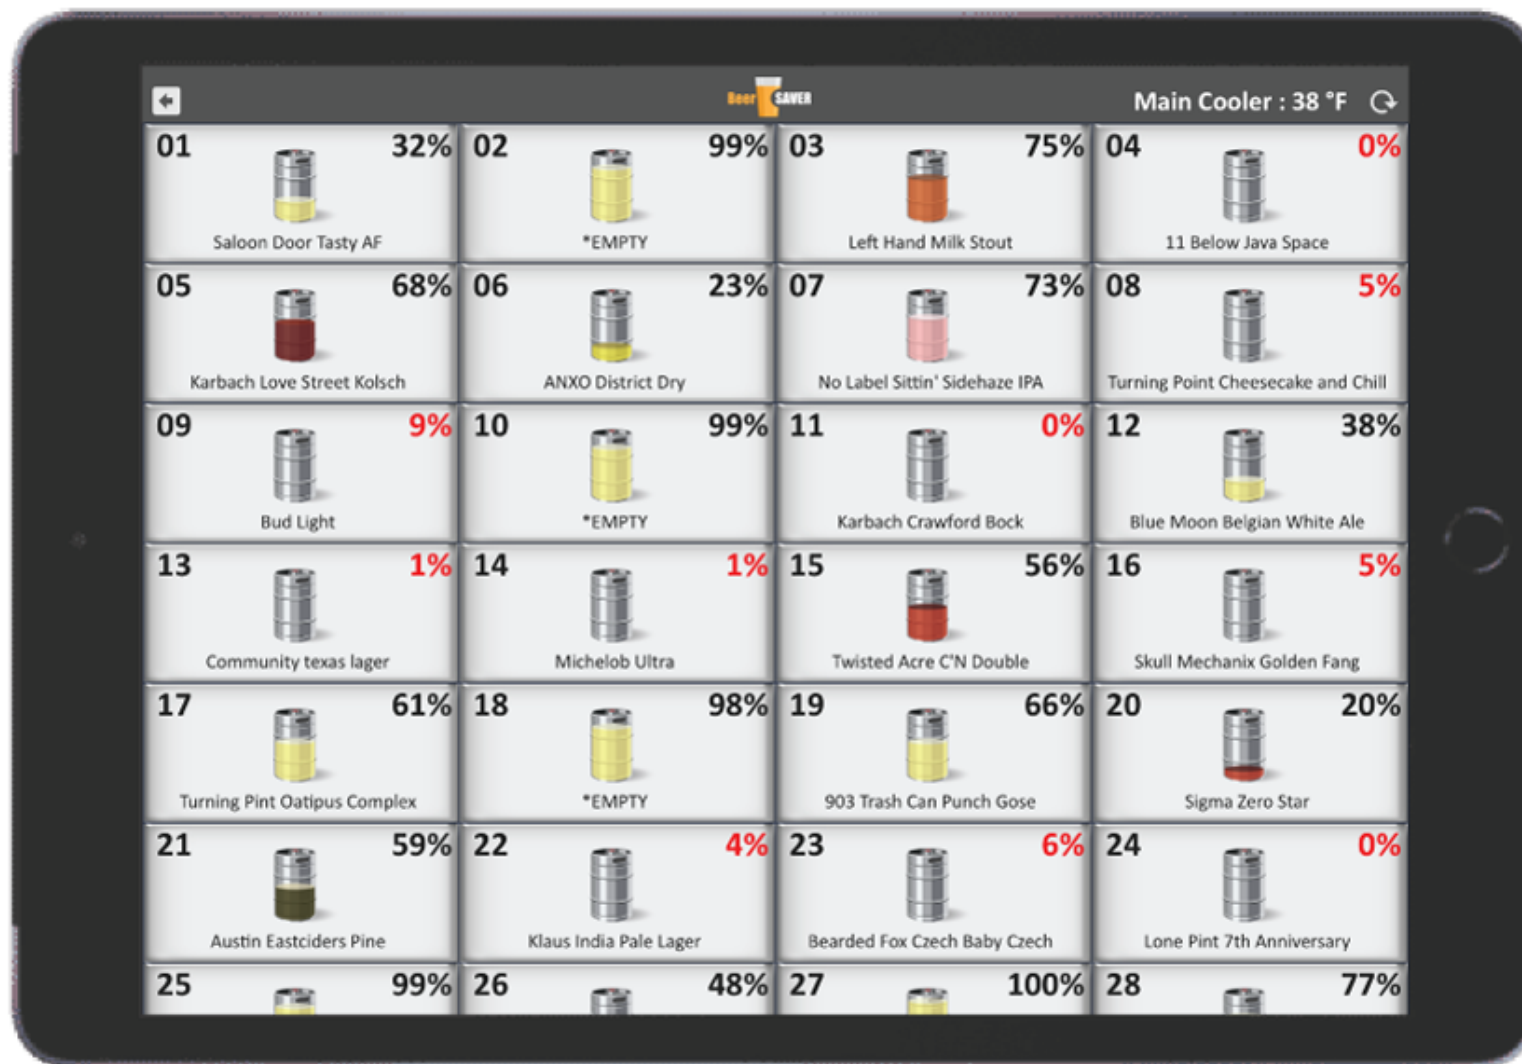 Beer SAVER
Main Cooler : 38 °F
01 32% 02 99% 03 75% 04 0%
Saloon Door Tasty AF *EMPTY Left Hand Milk Stout 11 Below Java Space
05 68% 06 23% 07 73% 08 5%
Karbach Love Street Kolsch ANXO District Dry No Label Sittin' Sidehaze IPA Turning Point Cheesecake and Chill
09 9% 10 99% 11 0% 12 38%
Bud Light *EMPTY Karbach Crawford Bock Blue Moon Belgian White Ale
13 1% 14 1% 15 56% 16 5%
Community texas lager Michelob Ultra Twisted Acre C'N Double Skull Mechanix Golden Fang
17 61% 18 98% 19 66% 20 20%
Turning Pint Oatipus Complex *EMPTY 903 Trash Can Punch Gose Sigma Zero Star
21 59% 22 4% 23 6% 24 0%
Austin Eastciders Pine Klaus India Pale Lager Bearded Fox Czech Baby Czech Lone Pint 7th Anniversary
25 99% 26 48% 27 100% 28 77%